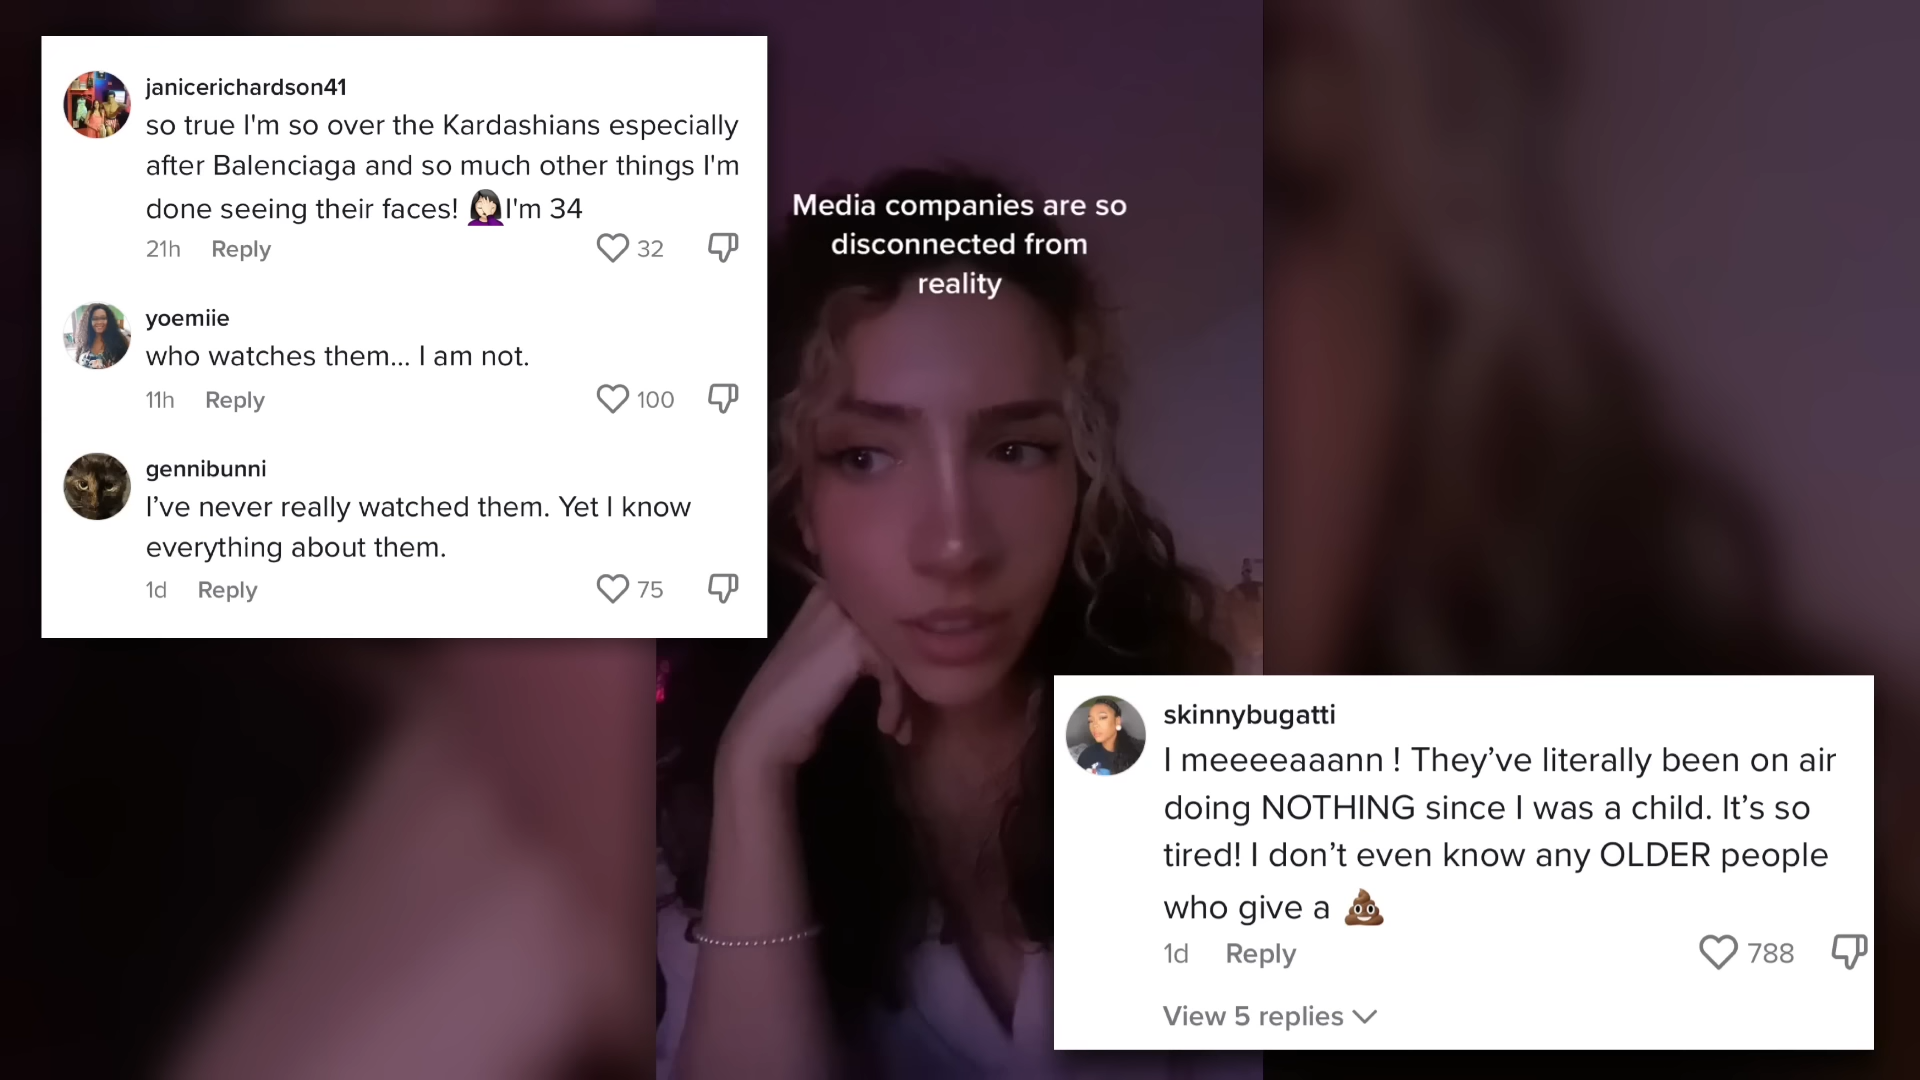 janicerichardson41
so true I'm so over the Kardashians especially
after Balenciaga and so much other things I'm
done seeing their faces! 🤦🏻‍♀️I'm 34
21h Reply 32
yoemiie
who watches them... I am not.
11h Reply 100
gennibunni
I’ve never really watched them. Yet I know
everything about them.
1d Reply 75
Media companies are so
disconnected from
reality
skinnybugatti
I meeeeaaann ! They’ve literally been on air
doing NOTHING since I was a child. It’s so
tired! I don’t even know any OLDER people
who give a 💩
1d Reply 788
View 5 replies